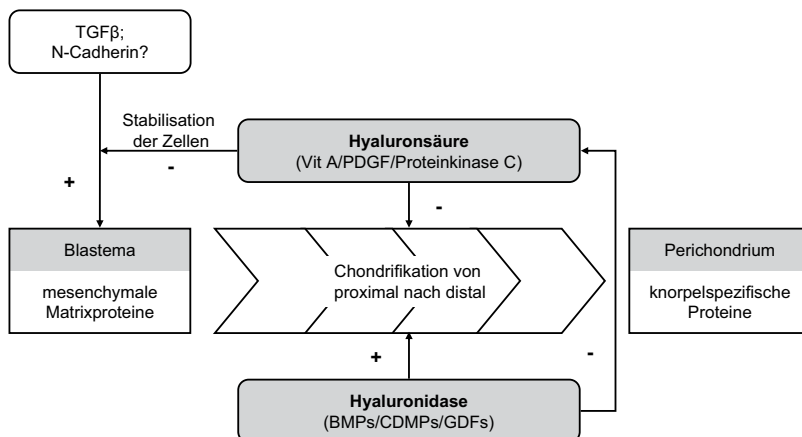 TGFβ;
N-Cadherin?
Stabilisation
der Zellen
Hyaluronsäure
(Vit A/PDGF/Proteinkinase C)
-
+
-
Blastema
mesenchymale
Matrixproteine
Chondrifikation von
proximal nach distal
Perichondrium
knorpelspezifische
Proteine
+
-
Hyaluronidase
(BMPs/CDMPs/GDFs)